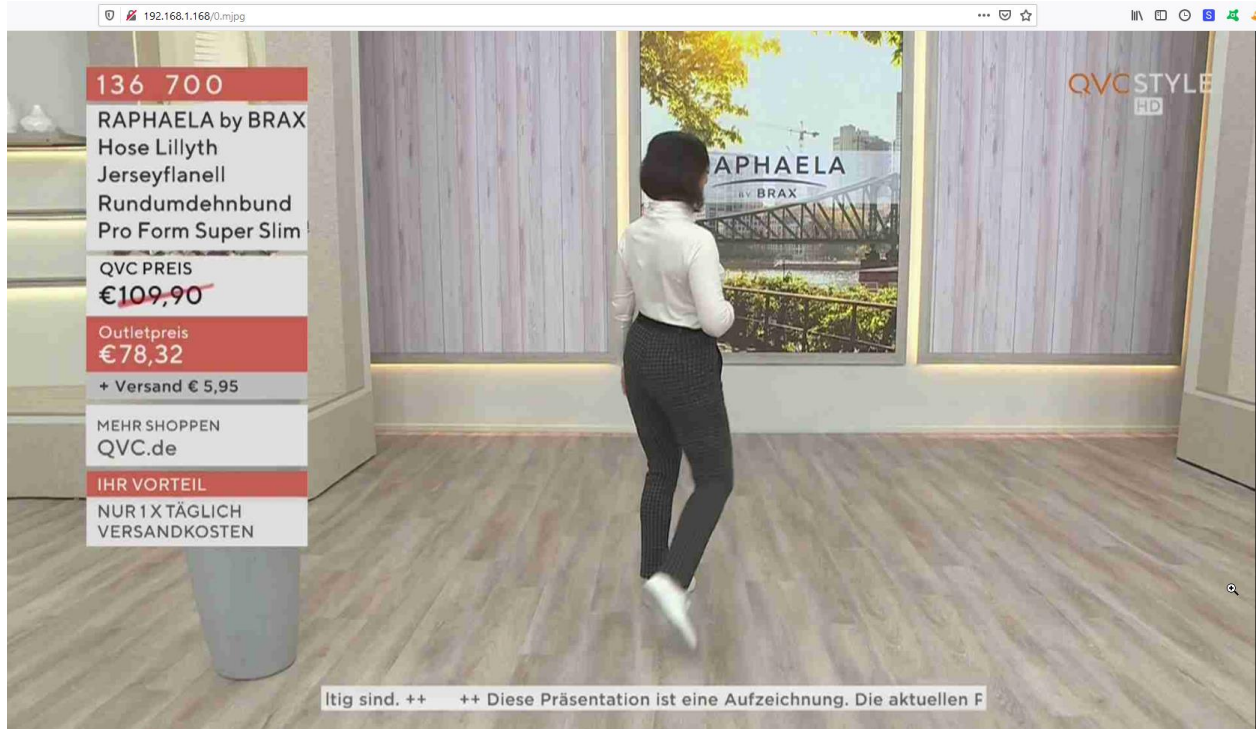 192.168.1.168/0.mjpg
136 700
RAPHAELA by BRAX
Hose Lillyth
Jerseyflanell
Rundumdehnbund
Pro Form Super Slim
QVC PREIS
€109,90
Outletpreis
€78,32
+ Versand € 5,95
MEHR SHOPPEN
QVC.de
IHR VORTEIL
NUR 1 X TÄGLICH
VERSANDKOSTEN
QVCSTYLE
HD
APHAELA
BY BRAX
ltig sind. ++ ++ Diese Präsentation ist eine Aufzeichnung. Die aktuellen P